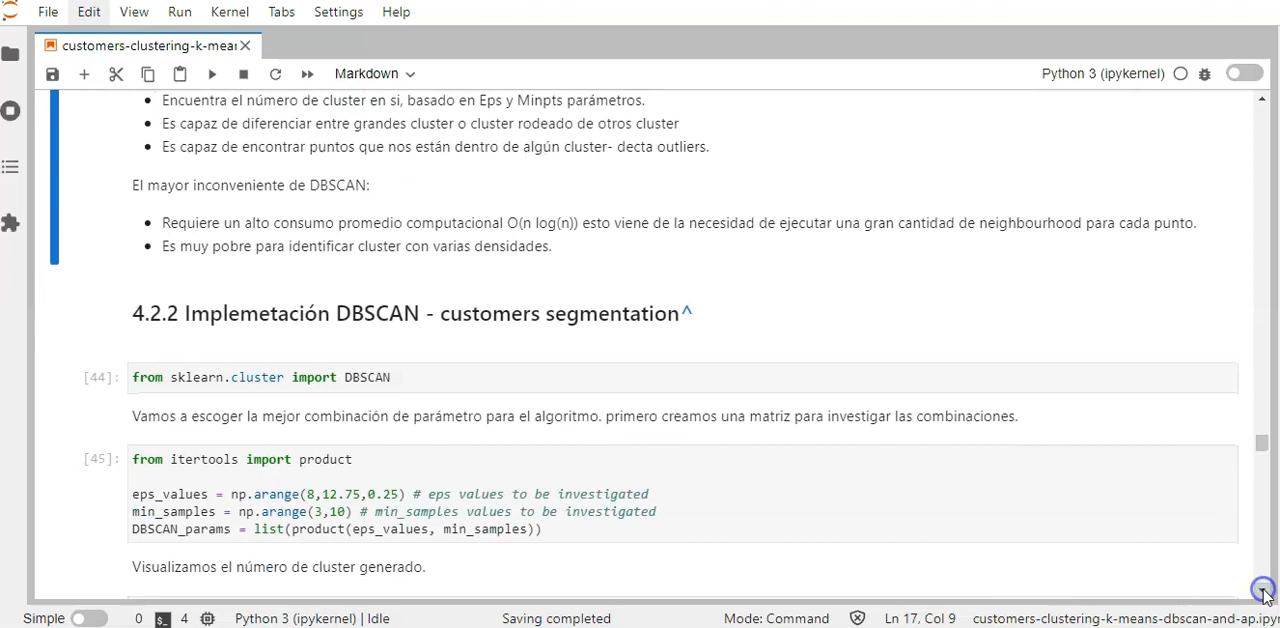 File Edit View Run Kernel Tabs Settings Help
customers-clustering-k-mear
Markdown Python 3 (ipykernel)
Encuentra el número de cluster en si, basado en Eps y Minpts parámetros.
Es capaz de diferenciar entre grandes cluster o cluster rodeado de otros cluster
Es capaz de encontrar puntos que nos están dentro de algún cluster- decta outliers.
El mayor inconveniente de DBSCAN:
Requiere un alto consumo promedio computacional O(n log(n)) esto viene de la necesidad de ejecutar una gran cantidad de neighbourhood para cada punto.
Es muy pobre para identificar cluster con varias densidades.
4.2.2 Implemetación DBSCAN - customers segmentation^
[44]: from sklearn.cluster import DBSCAN
Vamos a escoger la mejor combinación de parámetro para el algoritmo. primero creamos una matriz para investigar las combinaciones.
[45]: from itertools import product
eps_values = np.arange(8,12.75,0.25) # eps values to be investigated
min_samples = np.arange(3,10) # min_samples values to be investigated
DBSCAN_params = list(product(eps_values, min_samples))
Visualizamos el número de cluster generado.
Simple 0 $_ 4 Python 3 (ipykernel) | Idle Saving completed Mode: Command Ln 17, Col 9 customers-clustering-k-means-dbscan-and-ap.ipyn